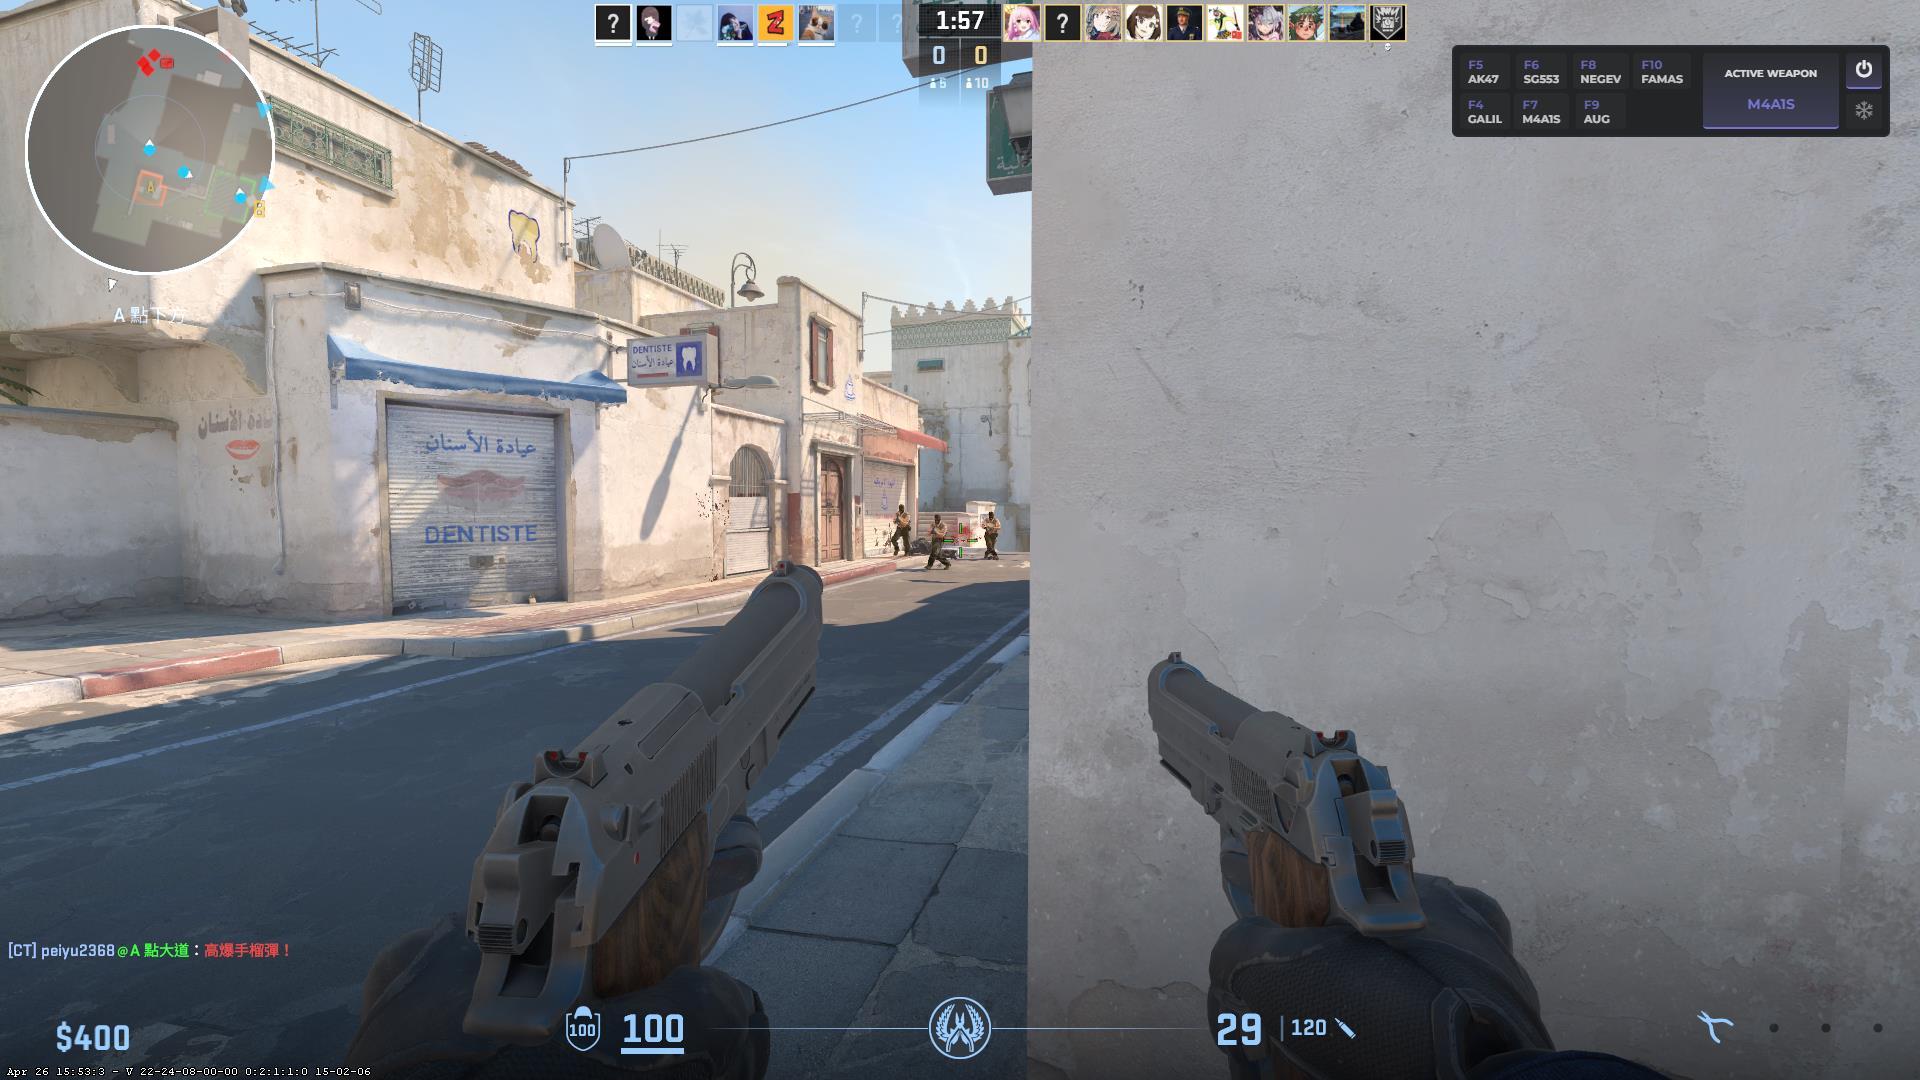 1:57
0 0
5 10
F5 F6 F8 F10
AK47 SG553 NEGEV FAMAS
F4 F7 F9
GALIL M4A1S AUG
ACTIVE WEAPON
M4A1S
A
B
A 點下方
DENTISTE
عيادة الأسنان
عيادة الأسنان
DENTISTE
[CT] peiyu2368@A 點大道：高爆手榴彈！
$400
100 100
29 120
Apr 26 15:53:3 - V 22-24-08-00-00 0:2:1:1:0 15-02-06